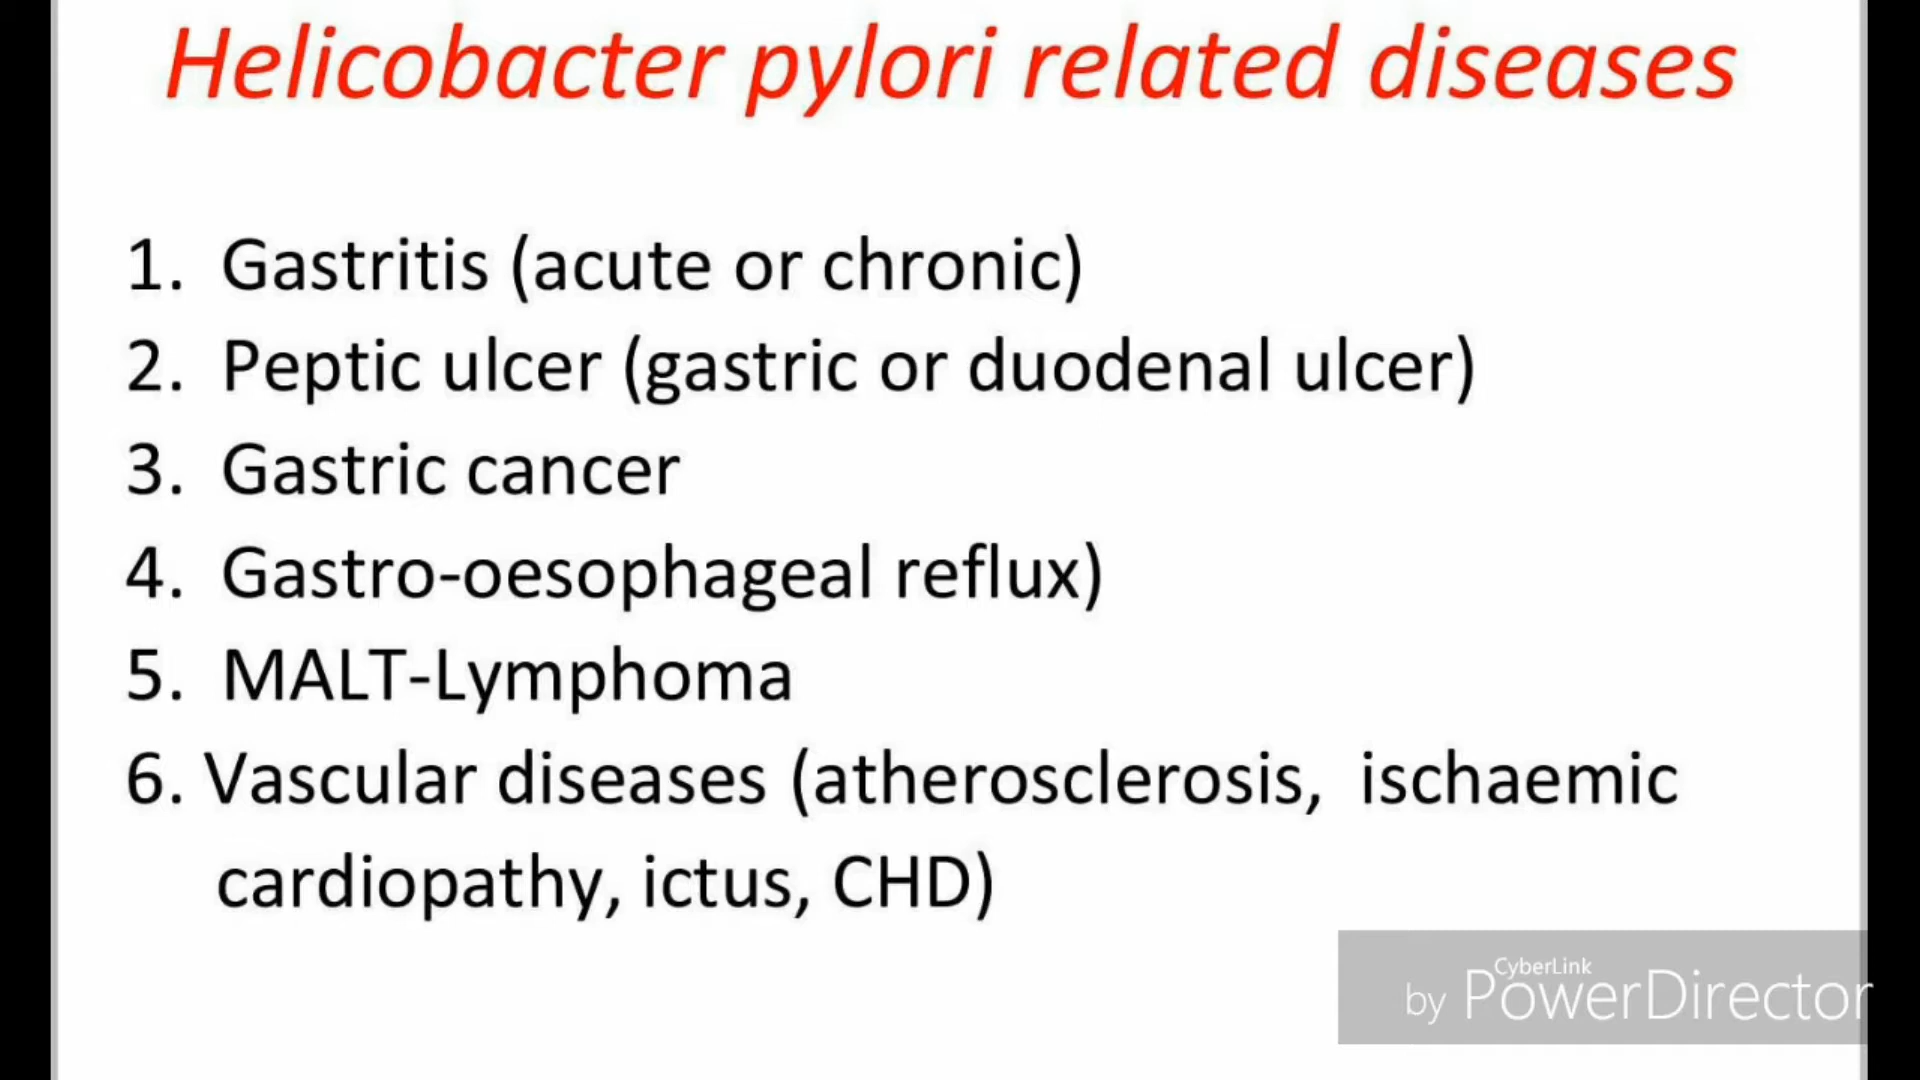 Helicobacter pylori related diseases
1. Gastritis (acute or chronic)
2. Peptic ulcer (gastric or duodenal ulcer)
3. Gastric cancer
4. Gastro-oesophageal reflux)
5. MALT-Lymphoma
6. Vascular diseases (atherosclerosis, ischaemic
cardiopathy, ictus, CHD)
CyberLink
by PowerDirector